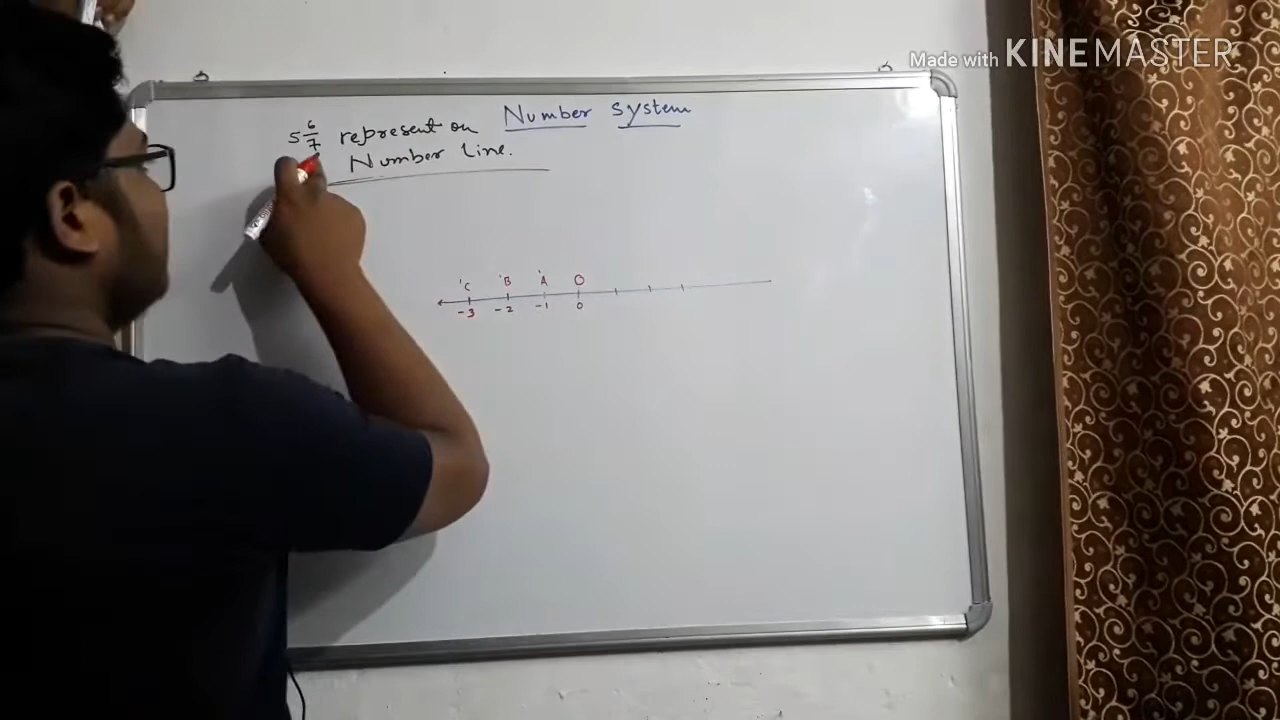 Made with KINEMASTER
Number system
5 6/7 represent on
Number Line.
'C 'B 'A O
-3 -2 -1 0